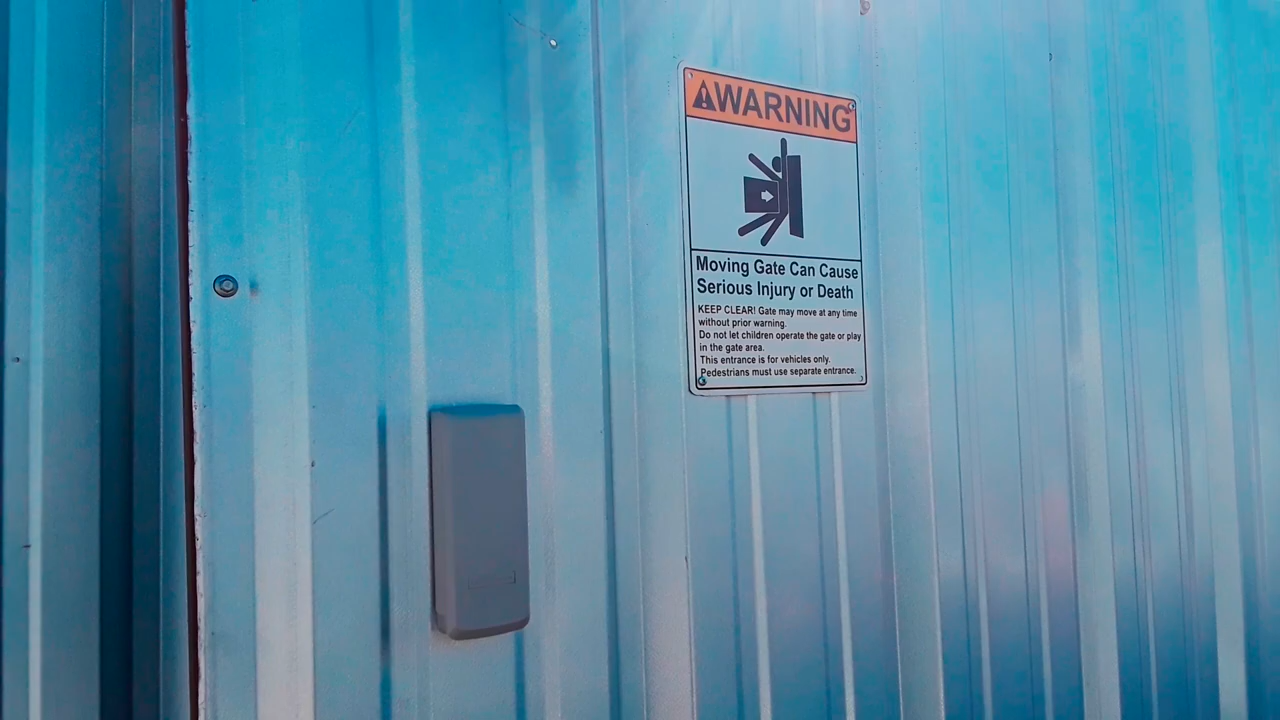 WARNING
Moving Gate Can Cause
Serious Injury or Death
KEEP CLEAR! Gate may move at any time
without prior warning.
Do not let children operate the gate or play
in the gate area.
This entrance is for vehicles only.
Pedestrians must use separate entrance.